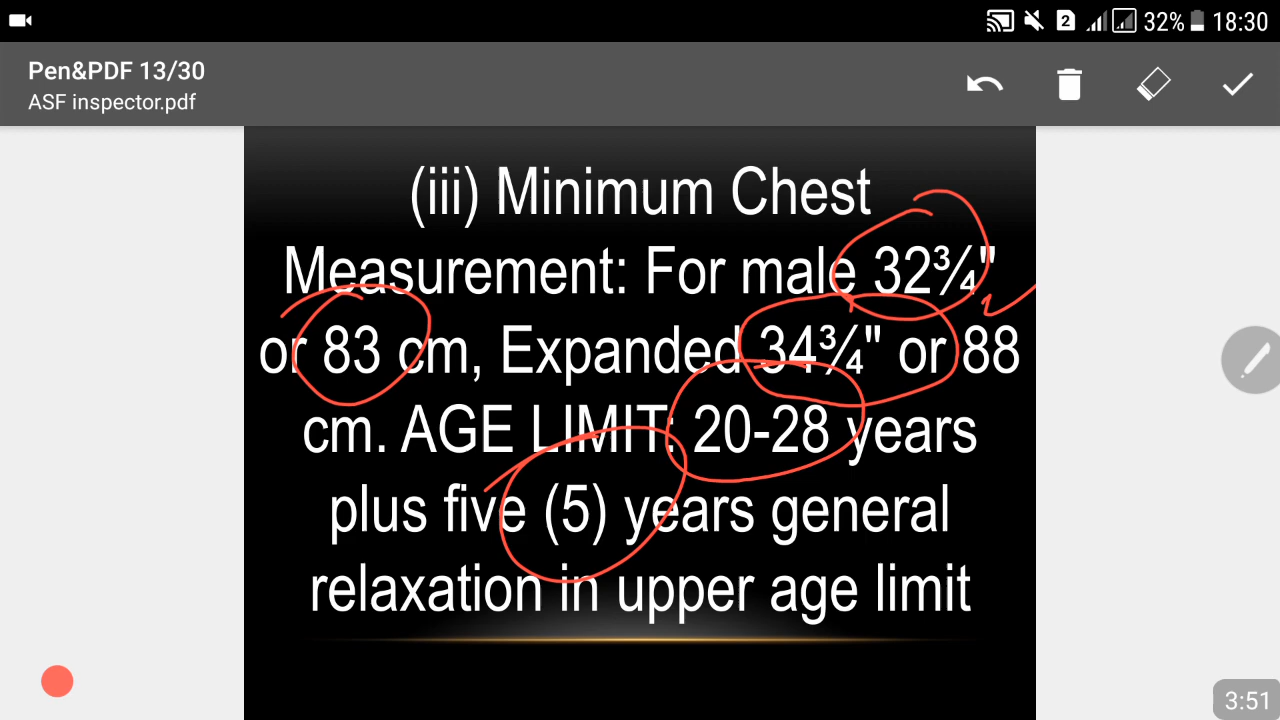 2 32% 18:30
Pen&PDF 13/30
ASF inspector.pdf
(iii) Minimum Chest
Measurement: For male 32¾"
or 83 cm, Expanded 34¾" or 88
cm. AGE LIMIT: 20-28 years
plus five (5) years general
relaxation in upper age limit
3:51